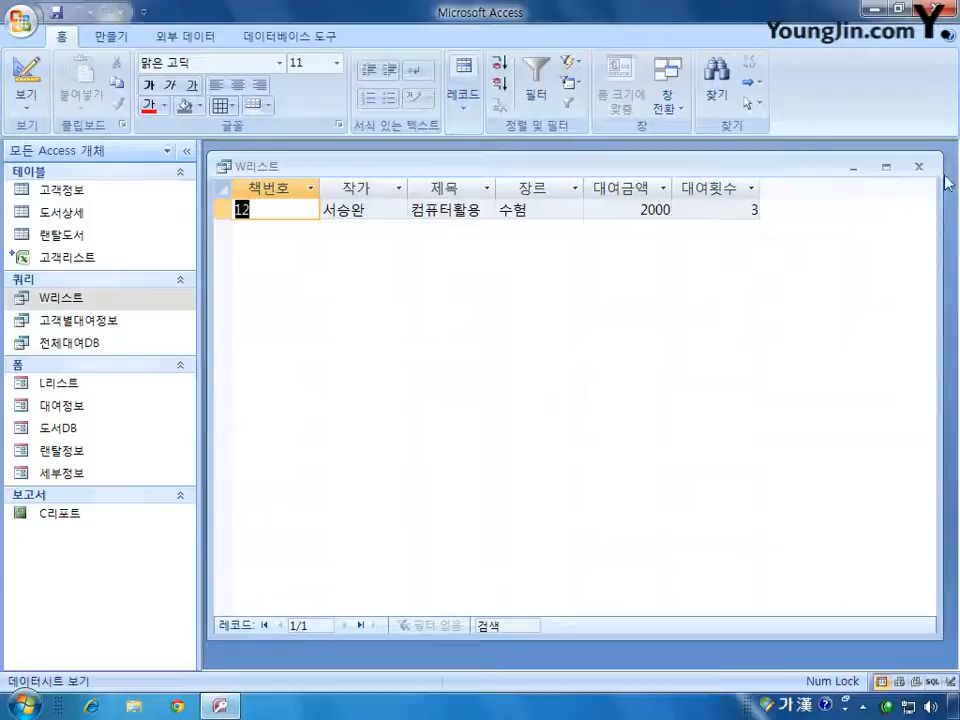 Microsoft Access
YoungJin.com Y.
홈 만들기 외부 데이터 데이터베이스 도구
맑은 고딕 11
보기 붙여넣기 가 가 가 레코드 필터 폼 크기에 맞춤 창 전환 찾기
가
보기 클립보드 글꼴 서식 있는 텍스트 정렬 및 필터 창 찾기
모든 Access 개체
W리스트
테이블
고객정보
도서상세
랜탈도서
고객리스트
쿼리
W리스트
고객별대여정보
전체대여DB
폼
L리스트
대여정보
도서DB
랜탈정보
세부정보
보고서
C리포트
책번호 작가 제목 장르 대여금액 대여횟수
12 서승완 컴퓨터활용 수험 2000 3
레코드: 1/1 필터 없음 검색
데이터시트 보기 Num Lock SQL
가 漢